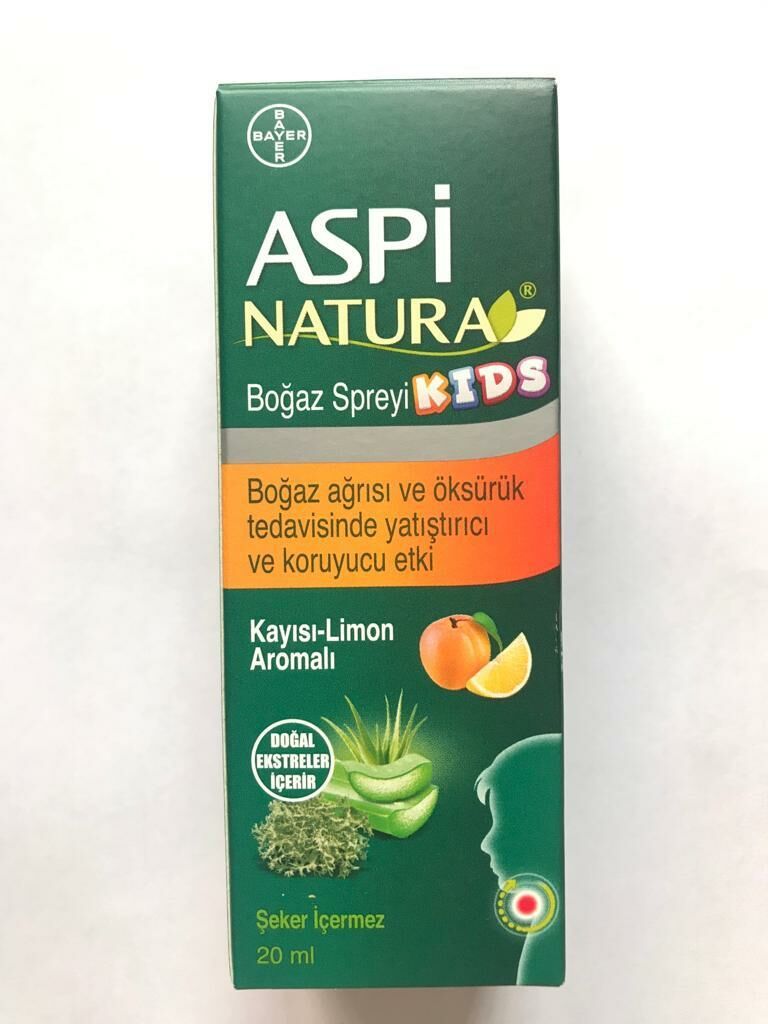 BAYER
BAYER
ASPİ
NATURA®
Boğaz Spreyi KIDS
Boğaz ağrısı ve öksürük
tedavisinde yatıştırıcı
ve koruyucu etki
Kayısı-Limon
Aromalı
DOĞAL
EKSTRELER
İÇERİR
Şeker İçermez
20 ml